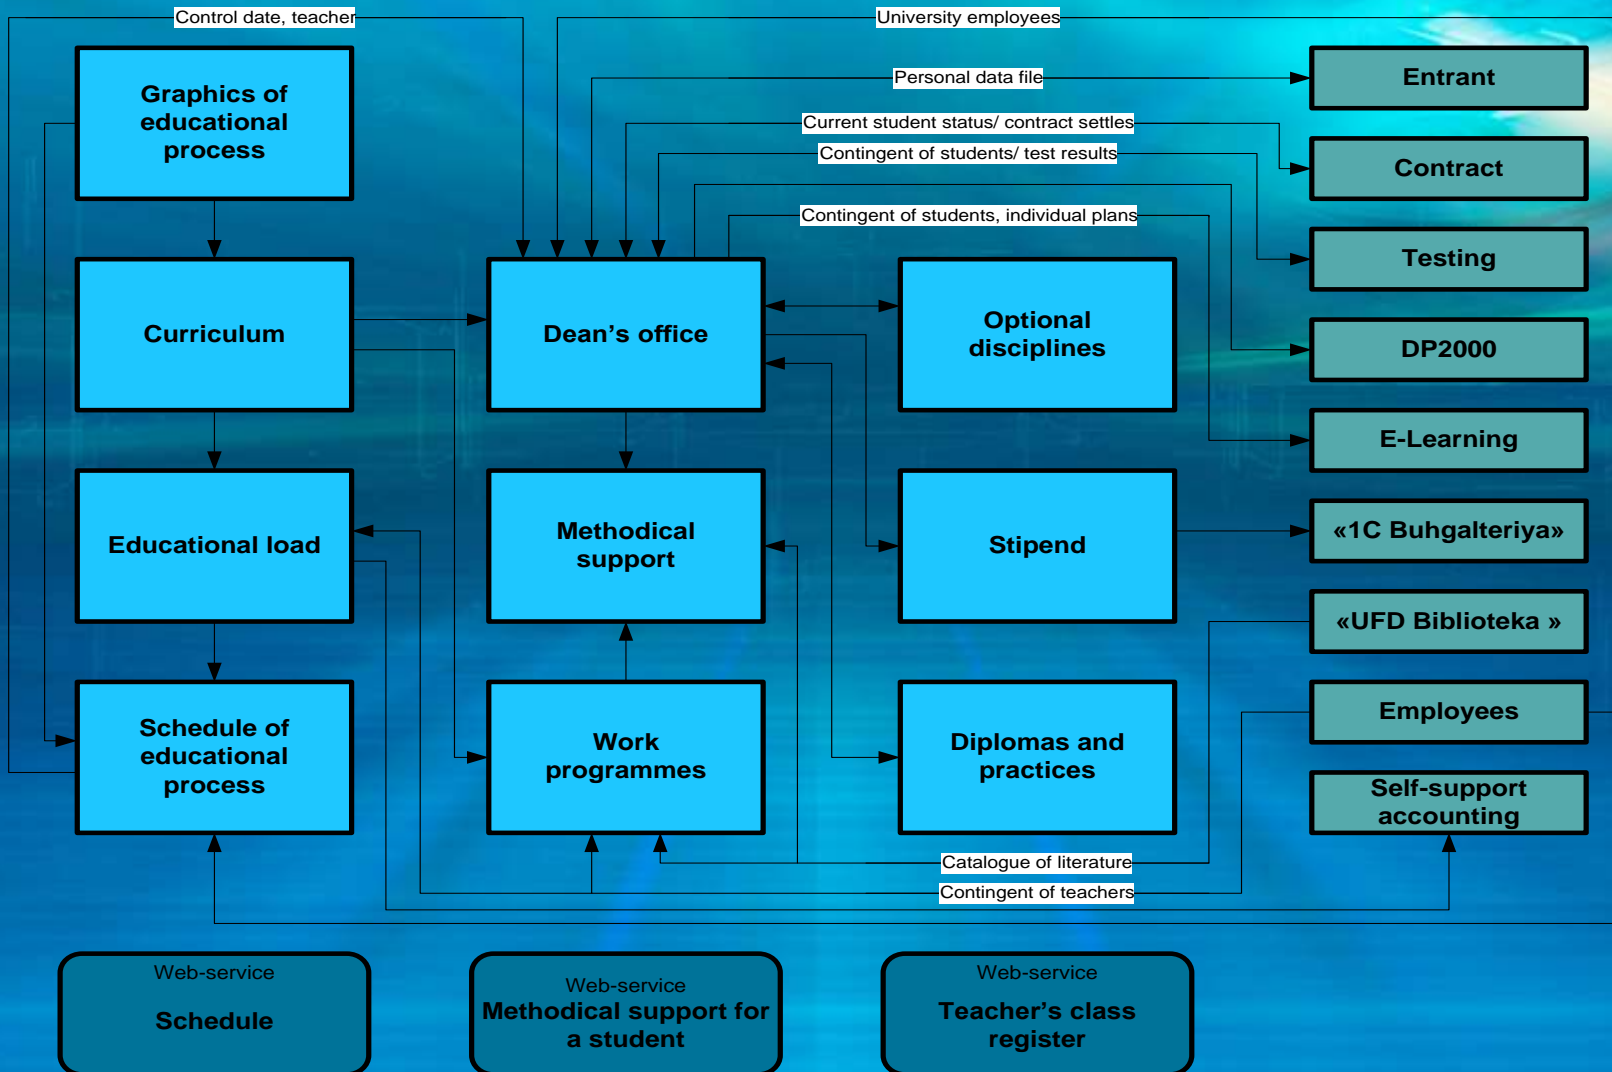 Control date, teacher
University employees
Personal data file
Current student status/ contract settles
Contingent of students/ test results
Contingent of students, individual plans
Graphics of
educational
process
Entrant
Contract
Testing
Curriculum
Dean's office
Optional
disciplines
DP2000
E-Learning
Educational load
Methodical
support
Stipend
«1C Buhgalteriya»
«UFD Biblioteka »
Schedule of
educational
process
Work
programmes
Diplomas and
practices
Employees
Self-support
accounting
Catalogue of literature
Contingent of teachers
Web-service
Schedule
Web-service
Methodical support for
a student
Web-service
Teacher's class
register